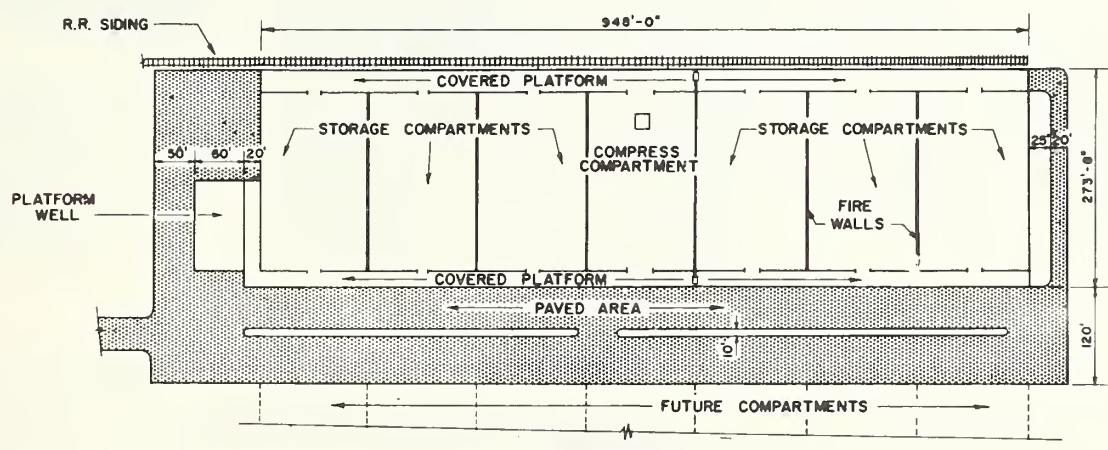 948'-0"
R.R. SIDING
COVERED PLATFORM
STORAGE COMPARTMENTS
STORAGE COMPARTMENTS
COMPRESS
COMPARTMENT
50' 60' 20'
25' 20'
273'-8"
PLATFORM
WELL
FIRE
WALLS
COVERED PLATFORM
PAVED AREA
10'
120'
FUTURE COMPARTMENTS